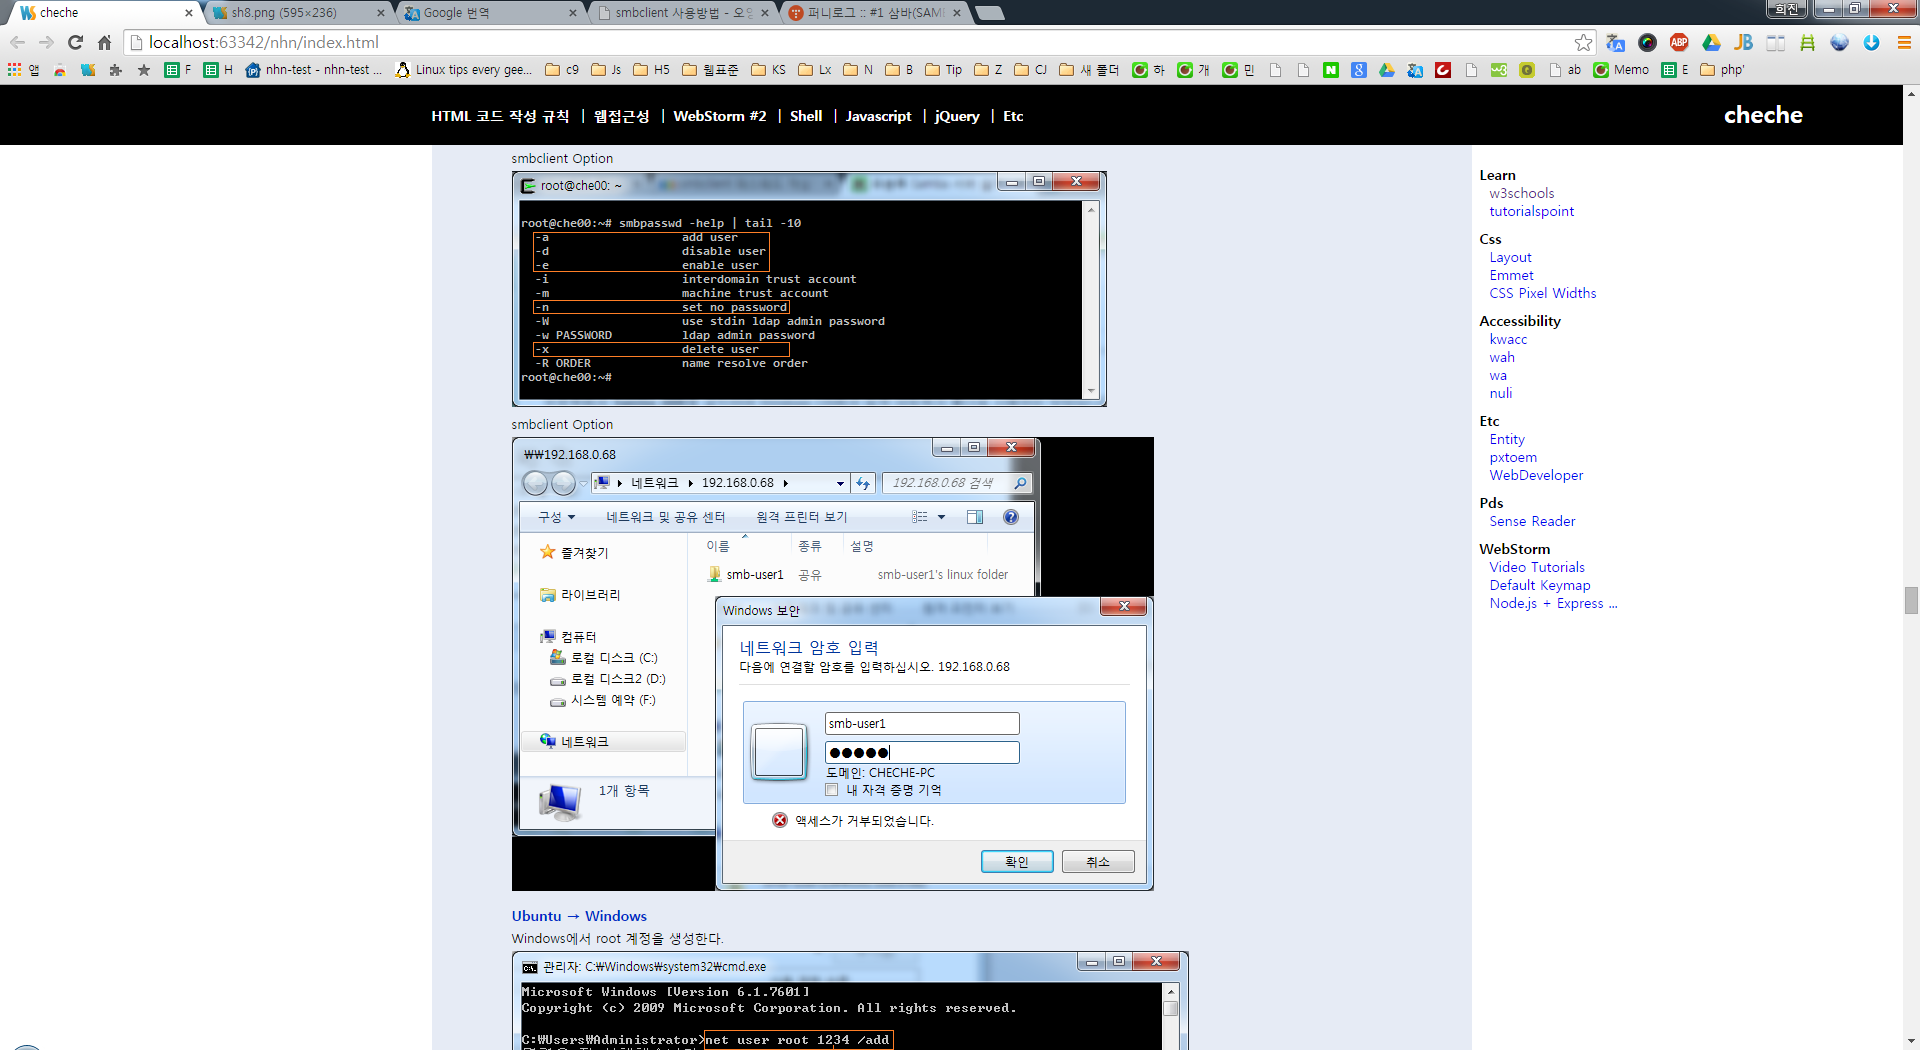 cheche
sh8.png (595×236)
Google 번역
smbclient 사용방법 - 오
퍼니로그 :: #1 삼바(SAM
희진
localhost:63342/nhn/index.html
앱
F
H
nhn-test - nhn-test ...
Linux tips every gee...
c9
Js
H5
웹표준
KS
Lx
N
B
Tip
Z
CJ
새 폴더
하
개
민
ab
Memo
E
php'
HTML 코드 작성 규칙 | 웹접근성 | WebStorm #2 | Shell | Javascript | jQuery | Etc
cheche
smbclient Option
root@che00: ~
root@che00:~# smbpasswd -help | tail -10
-a add user
-d disable user
-e enable user
-i interdomain trust account
-m machine trust account
-n set no password
-W use stdin ldap admin password
-w PASSWORD ldap admin password
-x delete user
-R ORDER name resolve order
root@che00:~#
smbclient Option
₩₩192.168.0.68
네트워크 192.168.0.68
192.168.0.68 검색
구성 네트워크 및 공유 센터 원격 프린터 보기
이름 종류 설명
smb-user1 공유 smb-user1's linux folder
즐겨찾기
라이브러리
컴퓨터
로컬 디스크 (C:)
로컬 디스크2 (D:)
시스템 예약 (F:)
네트워크
1개 항목
Windows 보안
네트워크 암호 입력
다음에 연결할 암호를 입력하십시오. 192.168.0.68
smb-user1
●●●●●
도메인: CHECHE-PC
내 자격 증명 기억
액세스가 거부되었습니다.
확인 취소
Ubuntu → Windows
Windows에서 root 계정을 생성한다.
관리자: C:₩Windows₩system32₩cmd.exe
Microsoft Windows [Version 6.1.7601]
Copyright (c) 2009 Microsoft Corporation. All rights reserved.
C:₩Users₩Administrator>net user root 1234 /add
Learn
w3schools
tutorialspoint
Css
Layout
Emmet
CSS Pixel Widths
Accessibility
kwacc
wah
wa
nuli
Etc
Entity
pxtoem
WebDeveloper
Pds
Sense Reader
WebStorm
Video Tutorials
Default Keymap
Node.js + Express ...